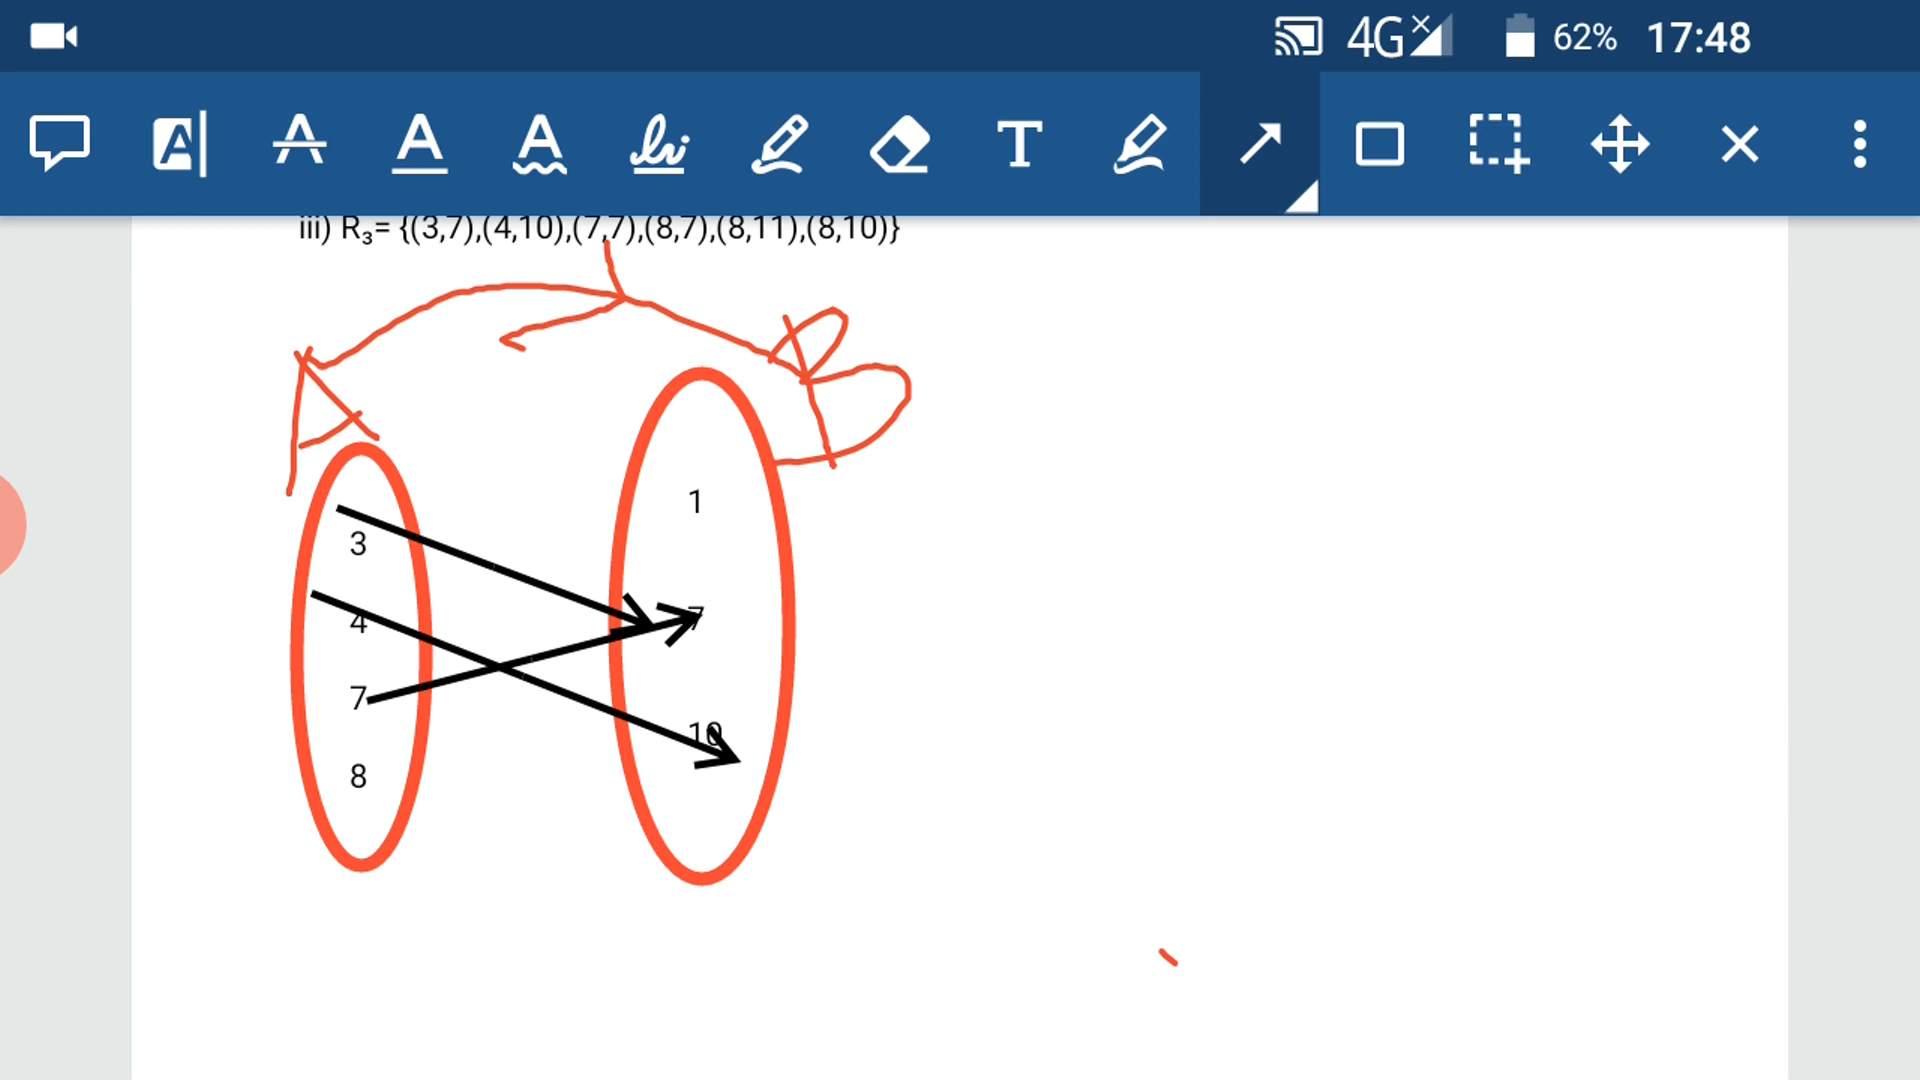 4G 62% 17:48
iii) R₃= {(3,7),(4,10),(7,7),(8,7),(8,11),(8,10)}
A B
1
3
7
4
7
10
8